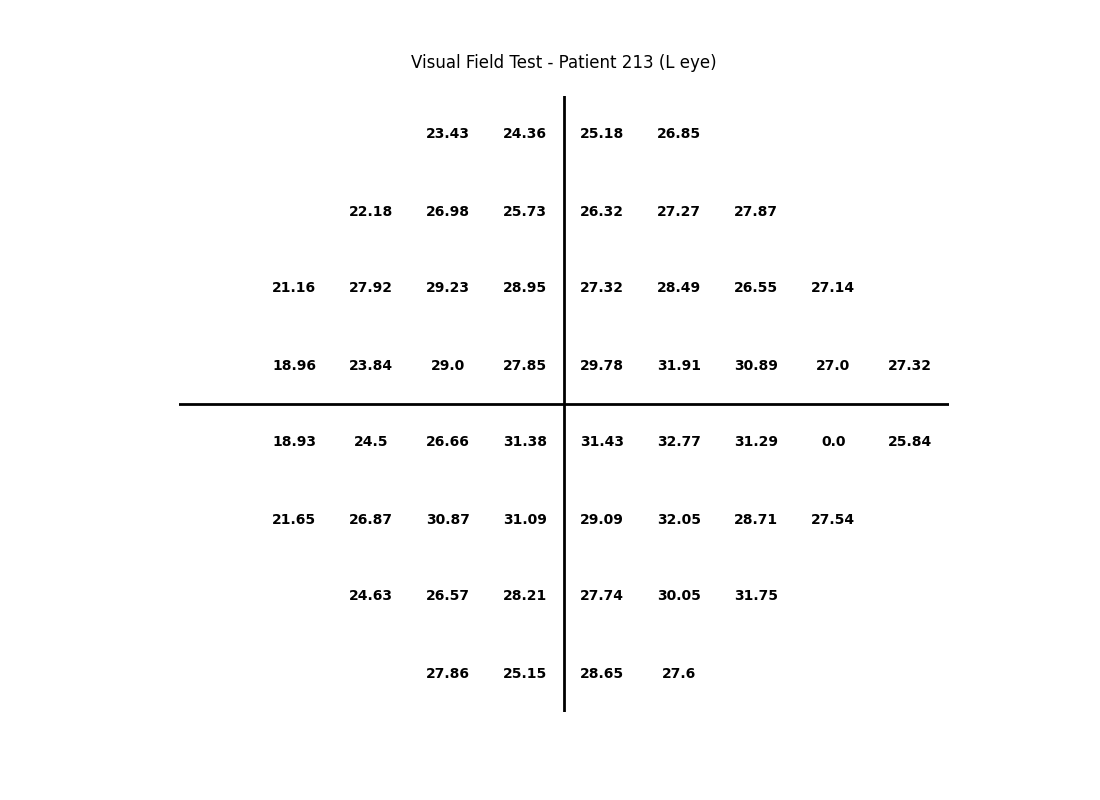 Visual Field Test - Patient 213 (L eye)
23.43 24.36 25.18 26.85
22.18 26.98 25.73 26.32 27.27 27.87
21.16 27.92 29.23 28.95 27.32 28.49 26.55 27.14
18.96 23.84 29.0 27.85 29.78 31.91 30.89 27.0 27.32
18.93 24.5 26.66 31.38 31.43 32.77 31.29 0.0 25.84
21.65 26.87 30.87 31.09 29.09 32.05 28.71 27.54
24.63 26.57 28.21 27.74 30.05 31.75
27.86 25.15 28.65 27.6